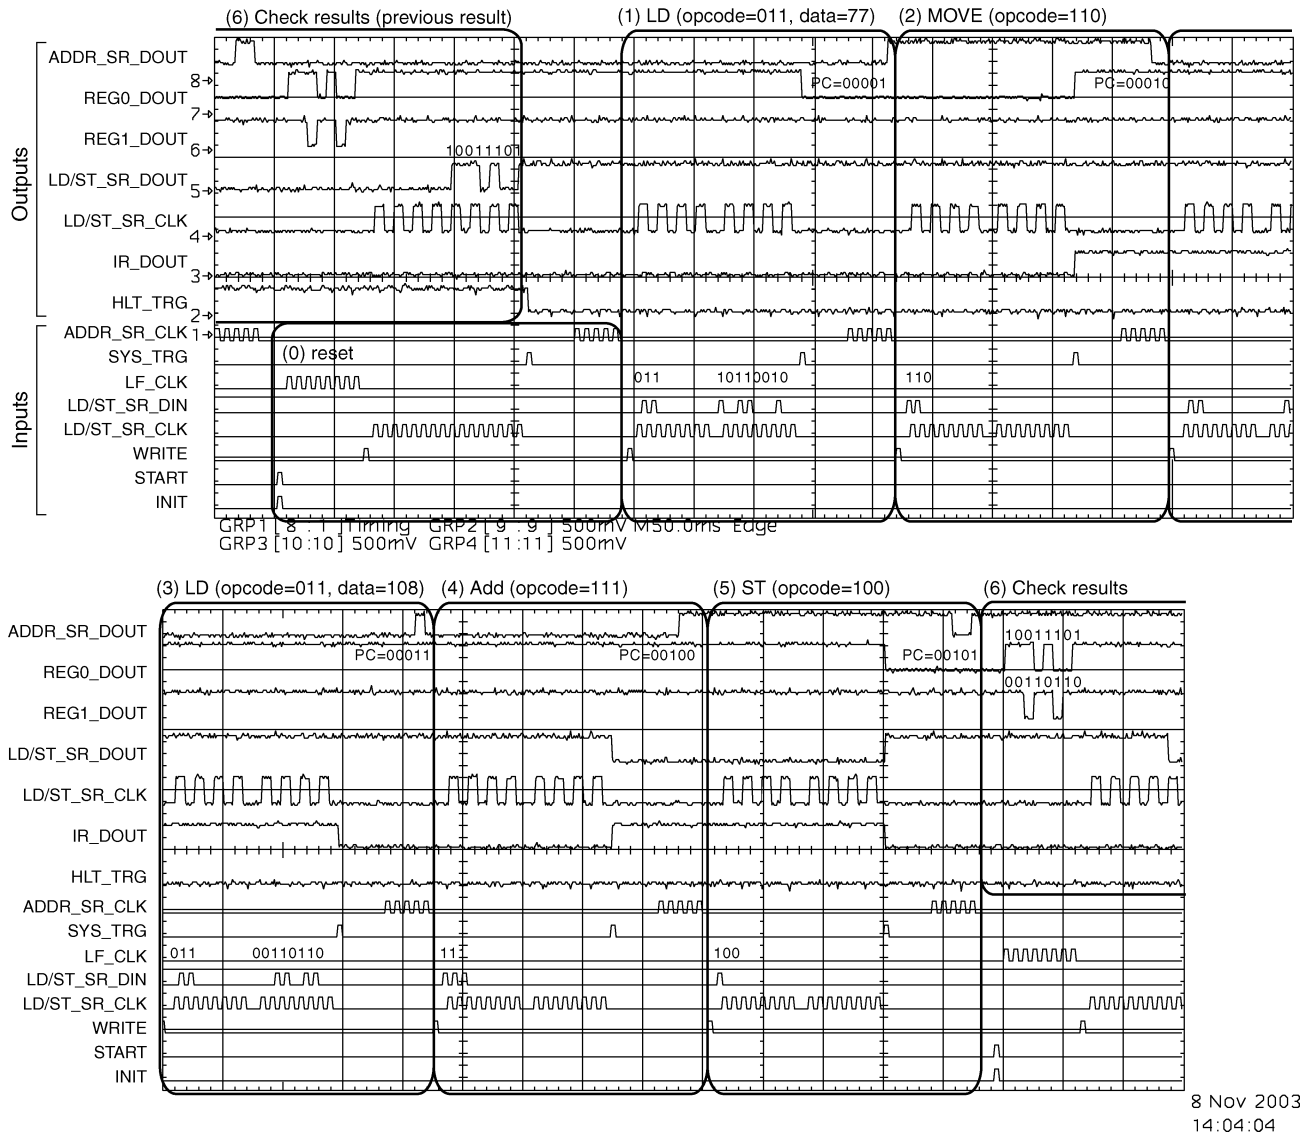 (6) Check results (previous result) (1) LD (opcode=011, data=77) (2) MOVE (opcode=110)
Outputs
ADDR_SR_DOUT
8
PC=00001 PC=00010
REG0_DOUT
7
REG1_DOUT
6
10011101
LD/ST_SR_DOUT
5
LD/ST_SR_CLK
4
IR_DOUT
3
HLT_TRG
2
Inputs
ADDR_SR_CLK 1
SYS_TRG (0) reset
LF_CLK 011 10110010 110
LD/ST_SR_DIN
LD/ST_SR_CLK
WRITE
START
INIT
GRP2 9 : 9 500mV M50.0ms Edge
GRP3 [10:10] 500mV GRP4 [11:11] 500mV
(3) LD (opcode=011, data=108) (4) Add (opcode=111) (5) ST (opcode=100) (6) Check results
ADDR_SR_DOUT 10011101
PC=00011 PC=00100 PC=00101
REG0_DOUT
00110110
REG1_DOUT
LD/ST_SR_DOUT
LD/ST_SR_CLK
IR_DOUT
HLT_TRG
ADDR_SR_CLK
SYS_TRG
LF_CLK 011 00110110 111 100
LD/ST_SR_DIN
LD/ST_SR_CLK
WRITE
START
INIT
8 Nov 2003
14:04:04